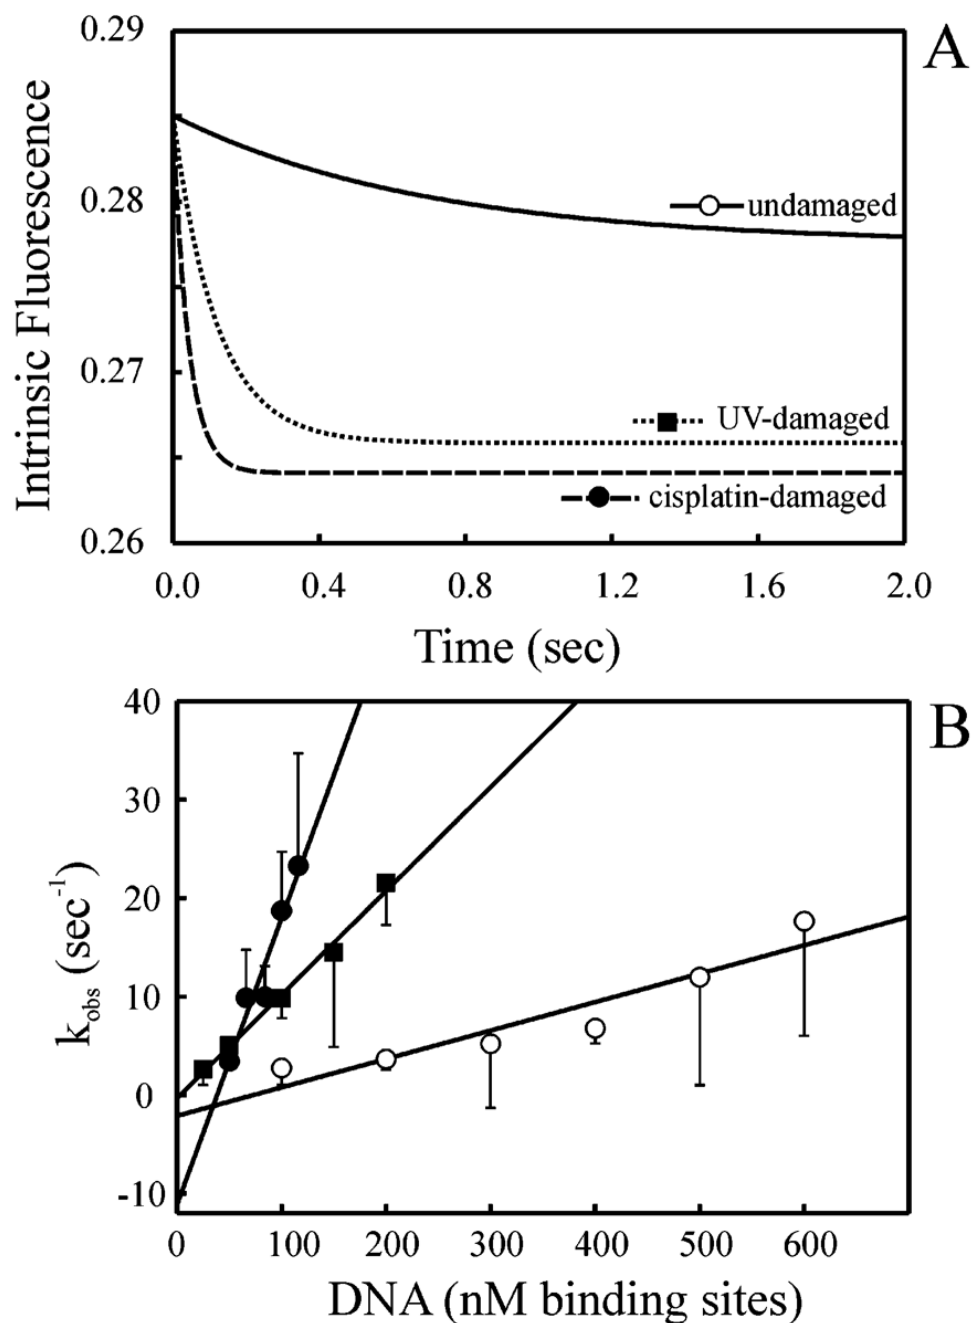 A
Intrinsic Fluorescence
0.29
0.28
0.27
0.26
undamaged
UV-damaged
cisplatin-damaged
0.0 0.4 0.8 1.2 1.6 2.0
Time (sec)
B
k_obs (sec⁻¹)
40
30
20
10
0
-10
0 100 200 300 400 500 600
DNA (nM binding sites)